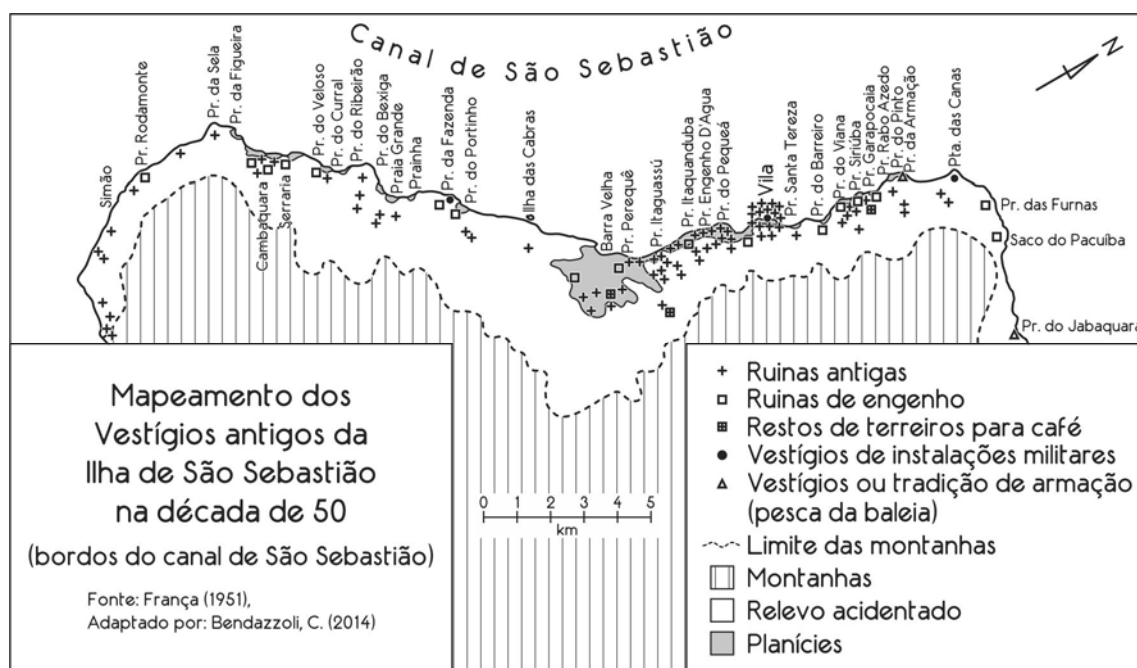 Canal de São Sebastião
N
Simão
Pr. Rodamonte
Pr. da Sela
Pr. da Figueira
Cambaquara
Serraria
Pr. do Veloso
Pr. do Curral
Pr. do Ribeirão
Pr. do Bexiga
Praia Grande
Prainha
Pr. da Fazenda
Pr. do Portinho
Ilha das Cabras
Barra Velha
Pr. Perequê
Pr. Itaguassú
Pr. Itaquanduba
Pr. Engenho D'Agua
Pr. do Pequeá
Vila
Pr. Santa Tereza
Pr. do Barreiro
Pr. do Viana
Pr. Siriúba
Pr. Garapocaia
Pr. Rabo Azedo
Pr. do Pinto
Pr. da Armação
Pta. das Canas
Pr. das Furnas
Saco do Pacuíba
Pr. do Jabaquara
Mapeamento dos
Vestígios antigos da
Ilha de São Sebastião
na década de 50
(bordos do canal de São Sebastião)
Fonte: França (1951),
Adaptado por: Bendazzoli, C. (2014)
0 1 2 3 4 5
km
Ruinas antigas
Ruinas de engenho
Restos de terreiros para café
Vestígios de instalações militares
Vestígios ou tradição de armação
(pesca da baleia)
Limite das montanhas
Montanhas
Relevo acidentado
Planícies